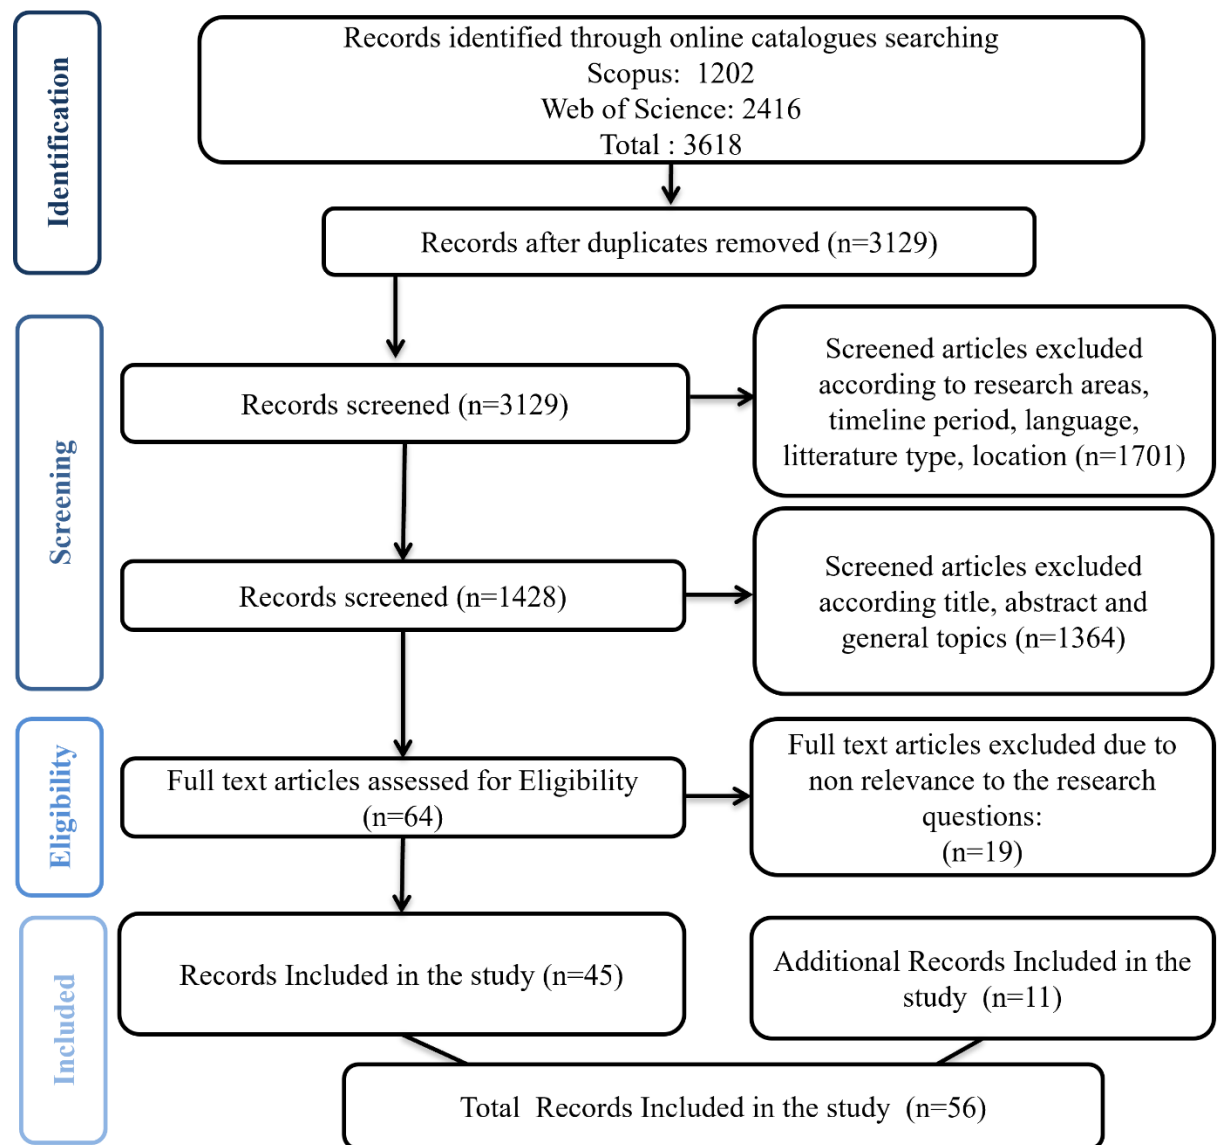 Identification
Records identified through online catalogues searching
Scopus: 1202
Web of Science: 2416
Total : 3618
Records after duplicates removed (n=3129)
Screening
Records screened (n=3129)
Screened articles excluded
according to research areas,
timeline period, language,
litterature type, location (n=1701)
Records screened (n=1428)
Screened articles excluded
according title, abstract and
general topics (n=1364)
Eligibility
Full text articles assessed for Eligibility
(n=64)
Full text articles excluded due to
non relevance to the research
questions:
(n=19)
Included
Records Included in the study (n=45)
Additional Records Included in the
study (n=11)
Total Records Included in the study (n=56)